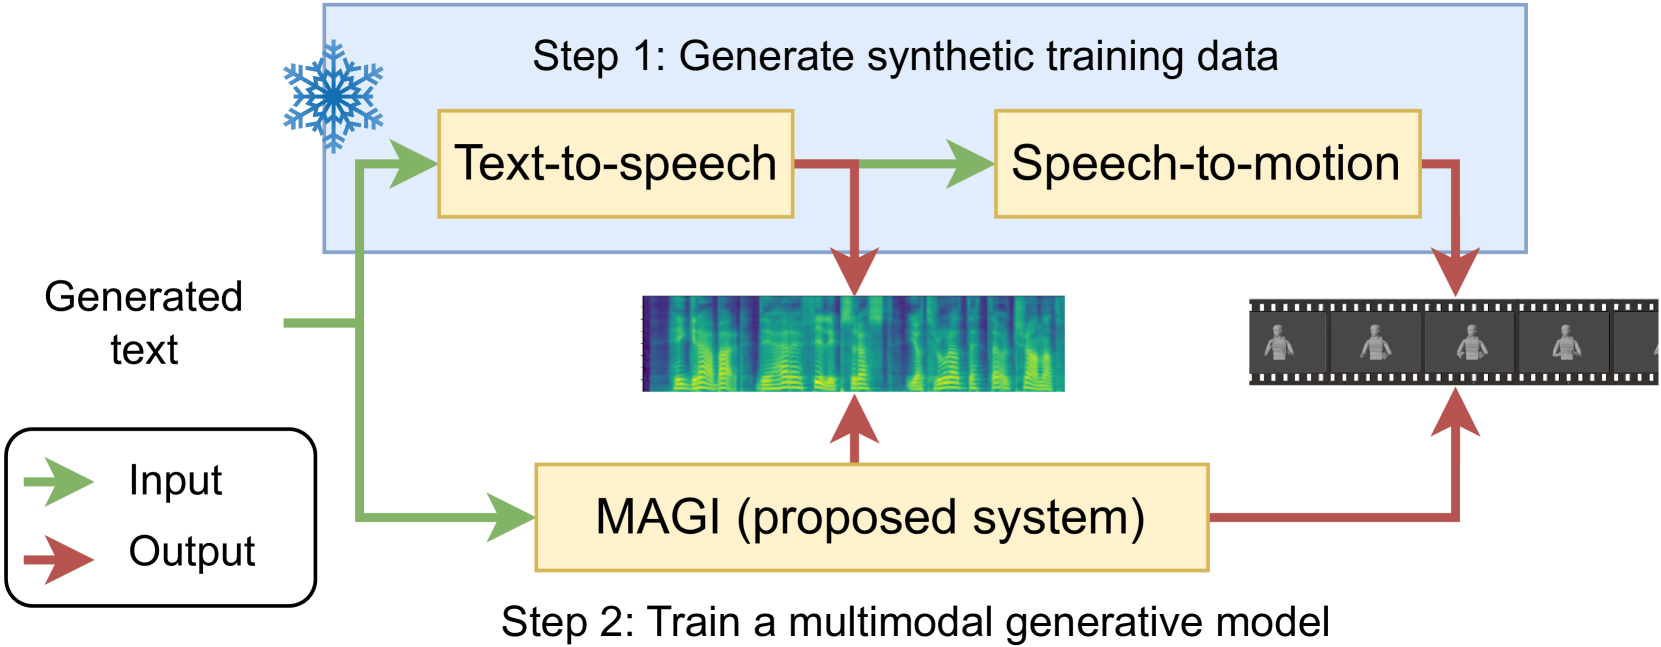 Step 1: Generate synthetic training data
Text-to-speech
Speech-to-motion
Generated
text
Input
Output
MAGI (proposed system)
Step 2: Train a multimodal generative model